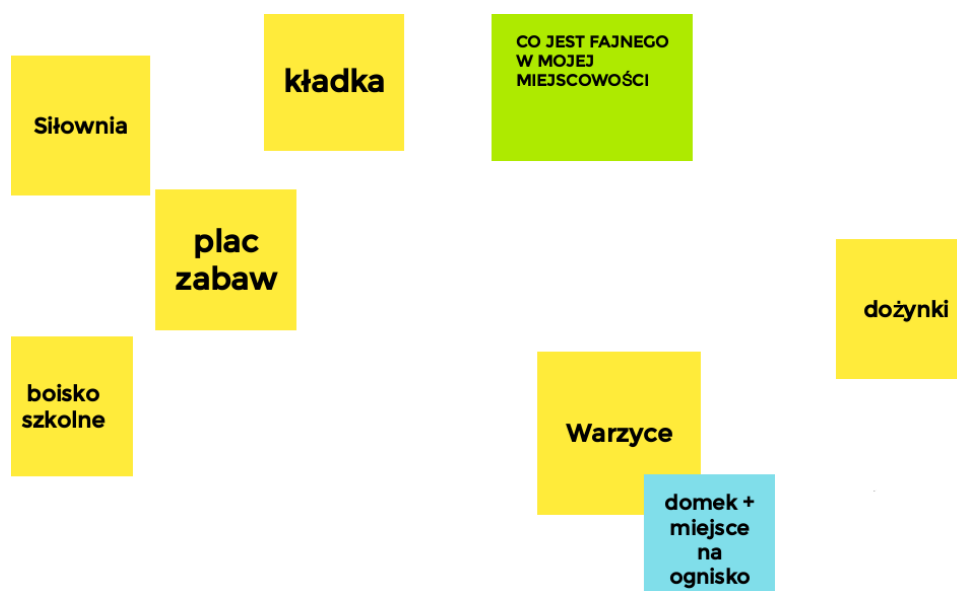 CO JEST FAJNEGO
W MOJEJ
MIEJSCOWOŚCI
kładka
Siłownia
plac
zabaw
dożynki
boisko
szkolne
Warzyce
domek +
miejsce
na
ognisko